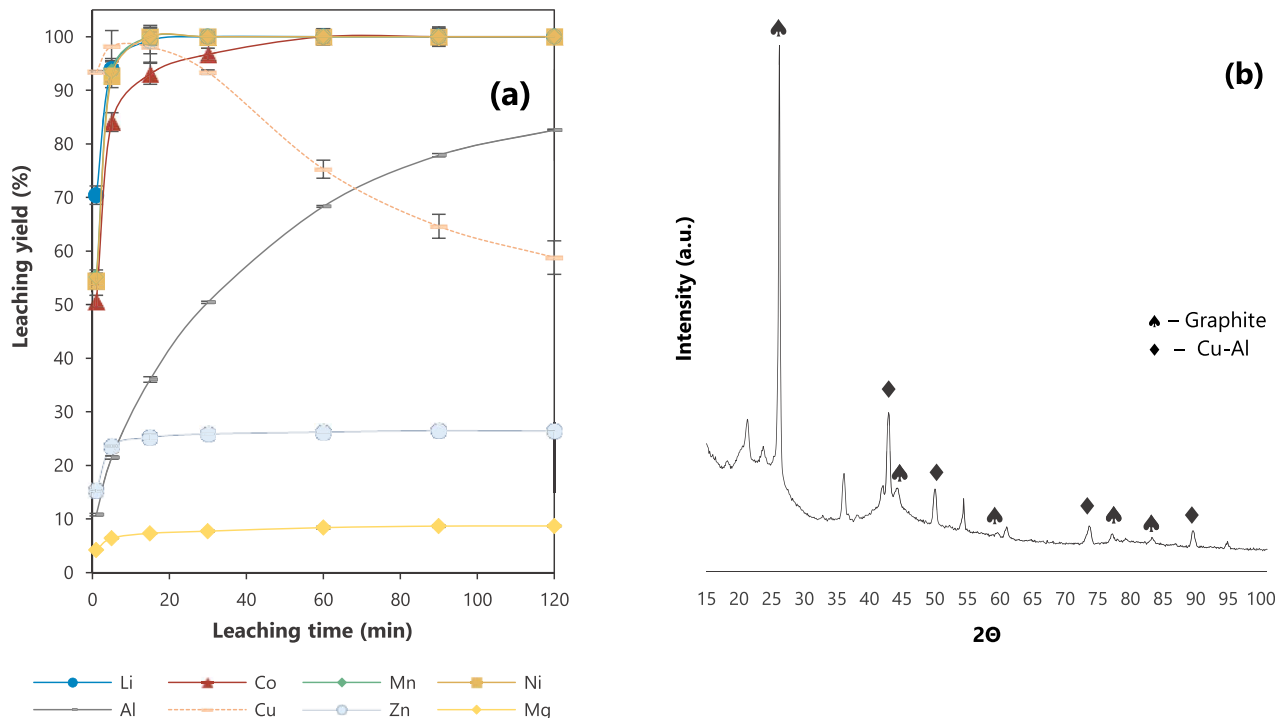 (a)
Leaching yield (%)
100
90
80
70
60
50
40
30
20
10
0
0 20 40 60 80 100 120
Leaching time (min)
Li Co Mn Ni
Al Cu Zn Mg
(b)
Intensity (a.u.)
♠ – Graphite
♦ – Cu-Al
15 20 25 30 35 40 45 50 55 60 65 70 75 80 85 90 95 100
2Θ